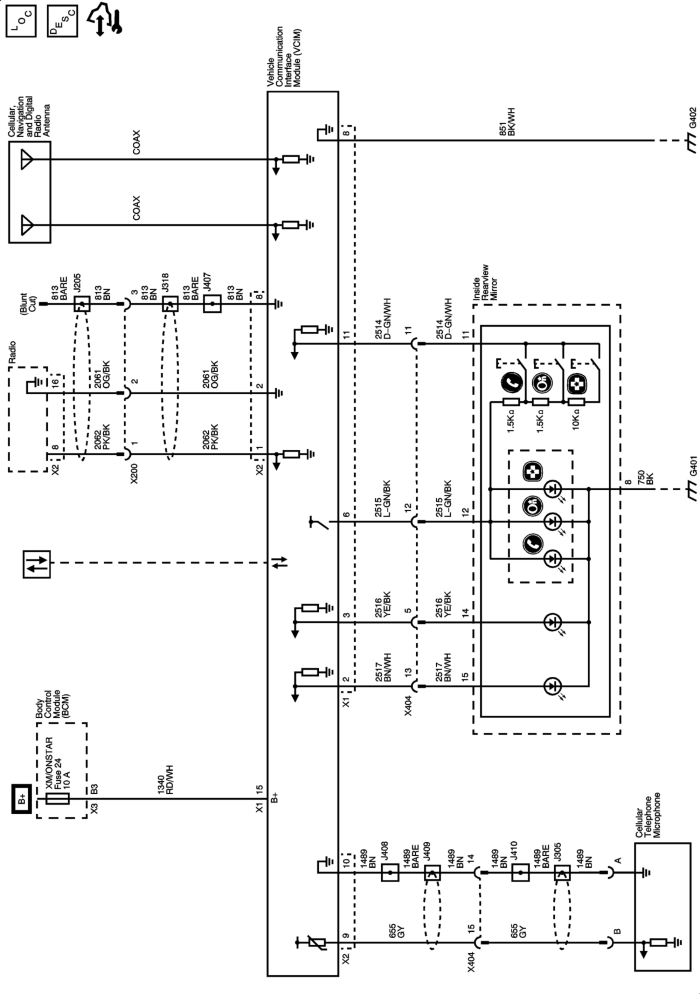 B+
Body
Control
Module
(BCM)
XM/ONSTAR
Fuse 24
10 A
X3
B3
1340
RD/WH
X1
15
B+
Radio
X2
8
16
2062
PK/BK
2061
OG/BK
(Blunt
Cut)
813
BARE
J205
813
BN
X200
1
2
3
2062
PK/BK
2061
OG/BK
813
BN
J318
813
BARE
J407
813
BN
X2
1
2
8
Cellular,
Navigation
and Digital
Radio
Antenna
COAX
COAX
LOC
DESC
Vehicle
Communication
Interface
Module (VCIM)
X2
9
10
655
GY
1489
BN
J408
1489
BARE
J409
1489
BN
X404
15
14
655
GY
1489
BN
J410
1489
BARE
J305
1489
BN
B
A
Cellular
Telephone
Microphone
X1
2
3
6
11
8
2517
BN/WH
2516
YE/BK
2515
L-GN/BK
2514
D-GN/WH
851
BK/WH
X404
13
5
12
11
2517
BN/WH
2516
YE/BK
2515
L-GN/BK
2514
D-GN/WH
15
14
12
11
Inside
Rearview
Mirror
1.5KΩ
1.5KΩ
10KΩ
On
On
8
750
BK
G401
G402